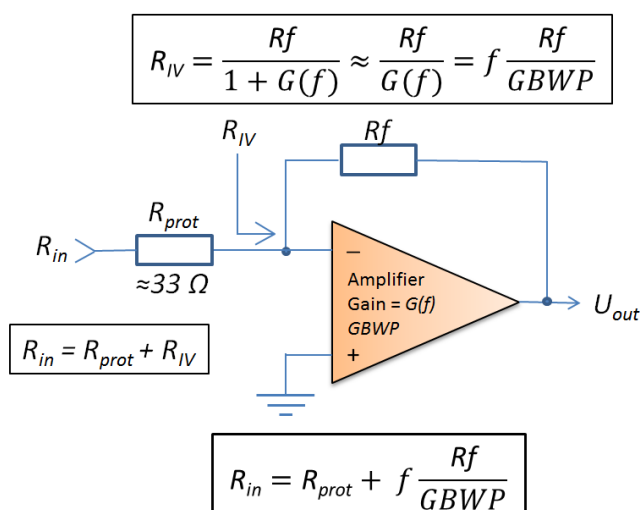 R_IV = Rf / (1 + G(f)) ≈ Rf / G(f) = f Rf / GBWP
R_IV
Rf
R_prot
R_in
≈33 Ω
−
Amplifier
Gain = G(f)
GBWP
+
U_out
R_in = R_prot + R_IV
R_in = R_prot + f Rf / GBWP